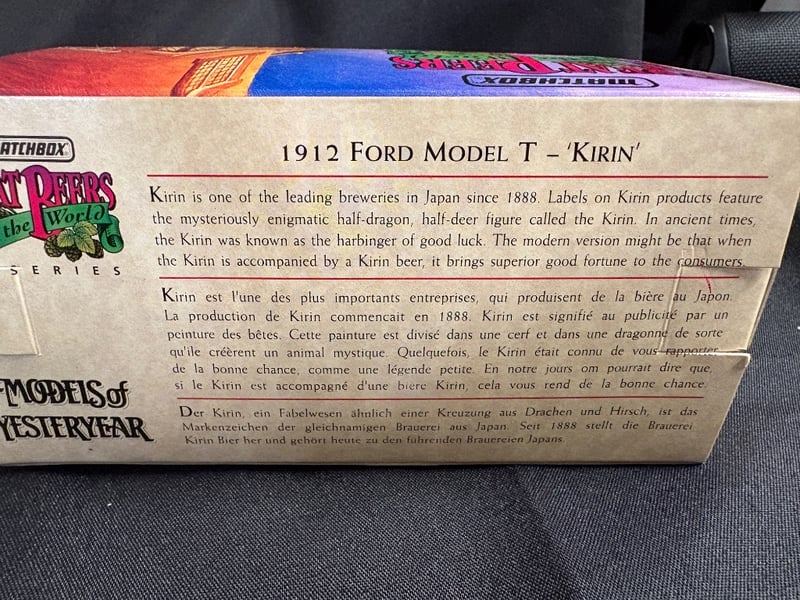 MATCHBOX
1912 FORD MODEL T – 'KIRIN'
Kirin is one of the leading breweries in Japan since 1888. Labels on Kirin products feature
the mysteriously enigmatic half-dragon, half-deer figure called the Kirin. In ancient times,
the Kirin was known as the harbinger of good luck. The modern version might be that when
the Kirin is accompanied by a Kirin beer, it brings superior good fortune to the consumers.
Kirin est l'une des plus importants entreprises, qui produisent de la bière au Japon.
La production de Kirin commencait en 1888. Kirin est signifié au publicité par un
peinture des bêtes. Cette painture est divisé dans une cerf et dans une dragonne de sorte
qu'ile créèrent un animal mystique. Quelquefois, le Kirin était connu de vous rapporter
de la bonne chance, comme une légende petite. En notre jours om pourrait dire que,
si le Kirin est accompagné d'une bière Kirin, cela vous rend de la bonne chance.
Der Kirin, ein Fabelwesen ähnlich einer Kreuzung aus Drachen und Hirsch, ist das
Markenzeichen der gleichnamigen Brauerei aus Japan. Seit 1888 stellt die Brauerei
Kirin Bier her und gehört heute zu den führenden Brauereien Japans.
ATCHBOX
AT BEERS
the World
SERIES
MODELS of
YESTERYEAR